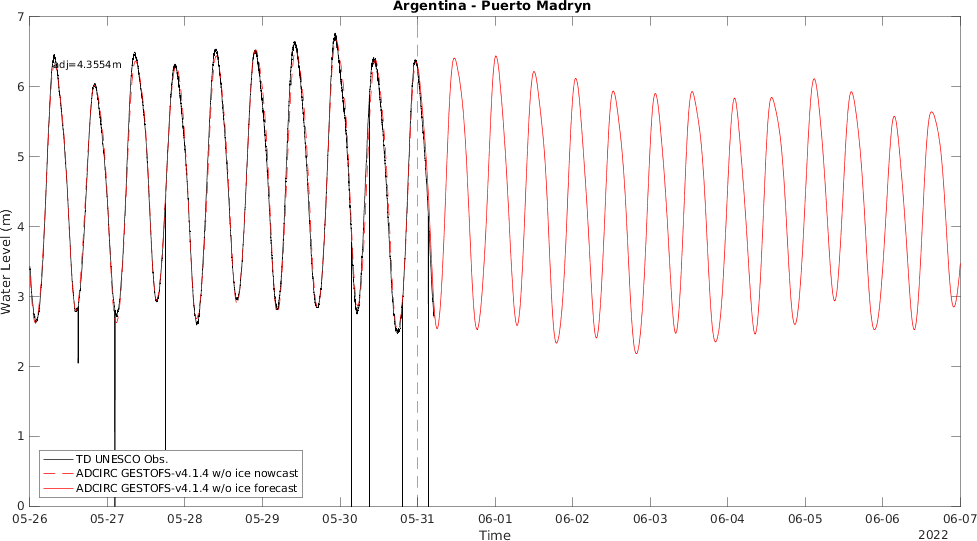 Argentina - Puerto Madryn
adj=4.3554m
7
6
5
4
3
2
1
0
Water Level (m)
TD UNESCO Obs.
ADCIRC GESTOFS-v4.1.4 w/o ice nowcast
ADCIRC GESTOFS-v4.1.4 w/o ice forecast
05-26 05-27 05-28 05-29 05-30 05-31 06-01 06-02 06-03 06-04 06-05 06-06 06-07
Time
2022